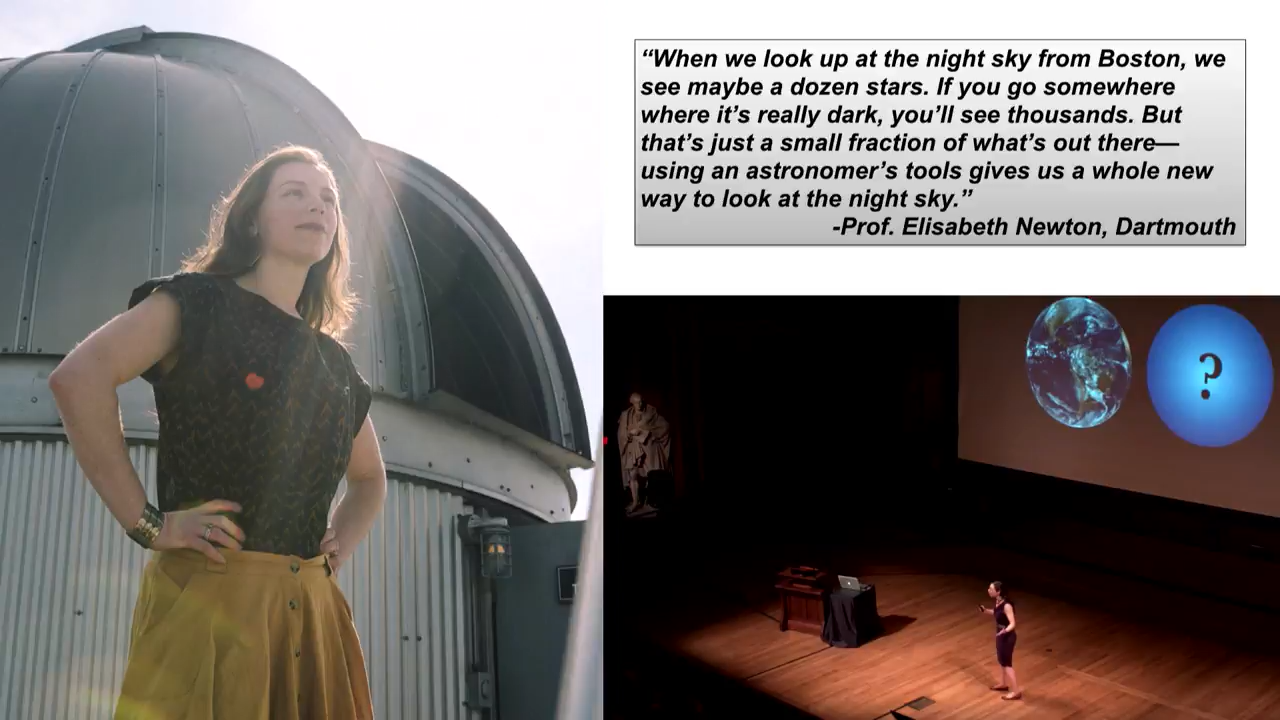 “When we look up at the night sky from Boston, we
see maybe a dozen stars. If you go somewhere
where it’s really dark, you’ll see thousands. But
that’s just a small fraction of what’s out there—
using an astronomer’s tools gives us a whole new
way to look at the night sky.”
-Prof. Elisabeth Newton, Dartmouth
?